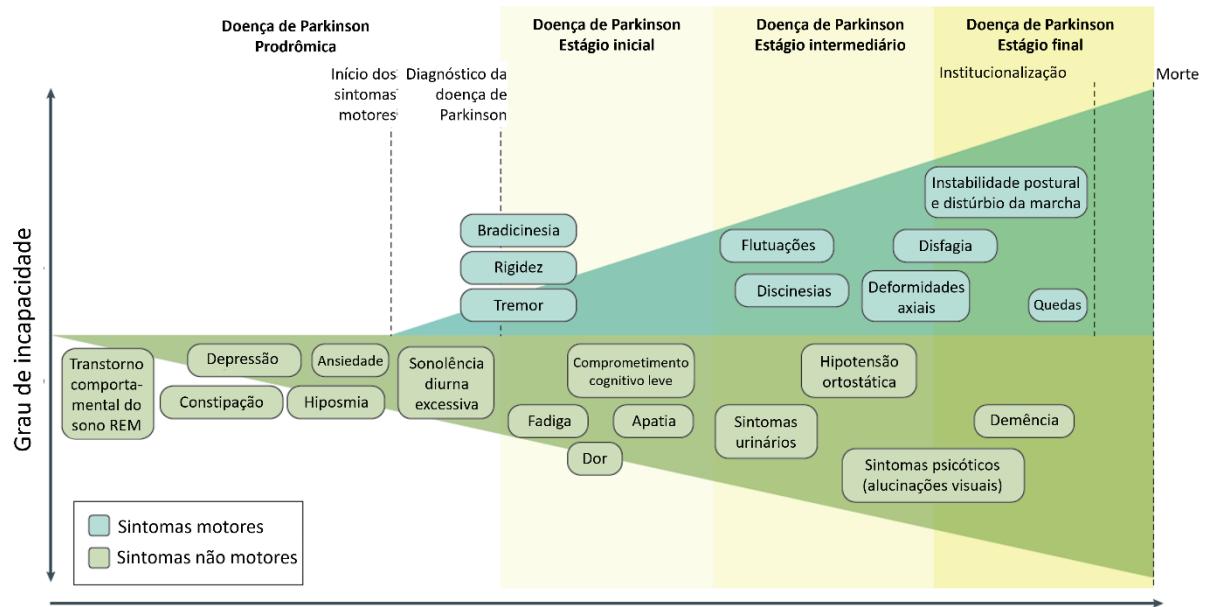 Doença de Parkinson
Prodrômica
Doença de Parkinson
Estágio inicial
Doença de Parkinson
Estágio intermediário
Doença de Parkinson
Estágio final
Início dos
sintomas
motores
Diagnóstico da
doença de
Parkinson
Institucionalização
Morte
Grau de incapacidade
Bradicinesia
Rigidez
Tremor
Flutuações
Discinesias
Instabilidade postural
e distúrbio da marcha
Disfagia
Deformidades
axiais
Quedas
Transtorno
comporta-
mental do
sono REM
Depressão
Constipação
Ansiedade
Hiposmia
Sonolência
diurna
excessiva
Comprometimento
cognitivo leve
Fadiga
Apatia
Dor
Hipotensão
ortostática
Sintomas
urinários
Sintomas psicóticos
(alucinações visuais)
Demência
Sintomas motores
Sintomas não motores